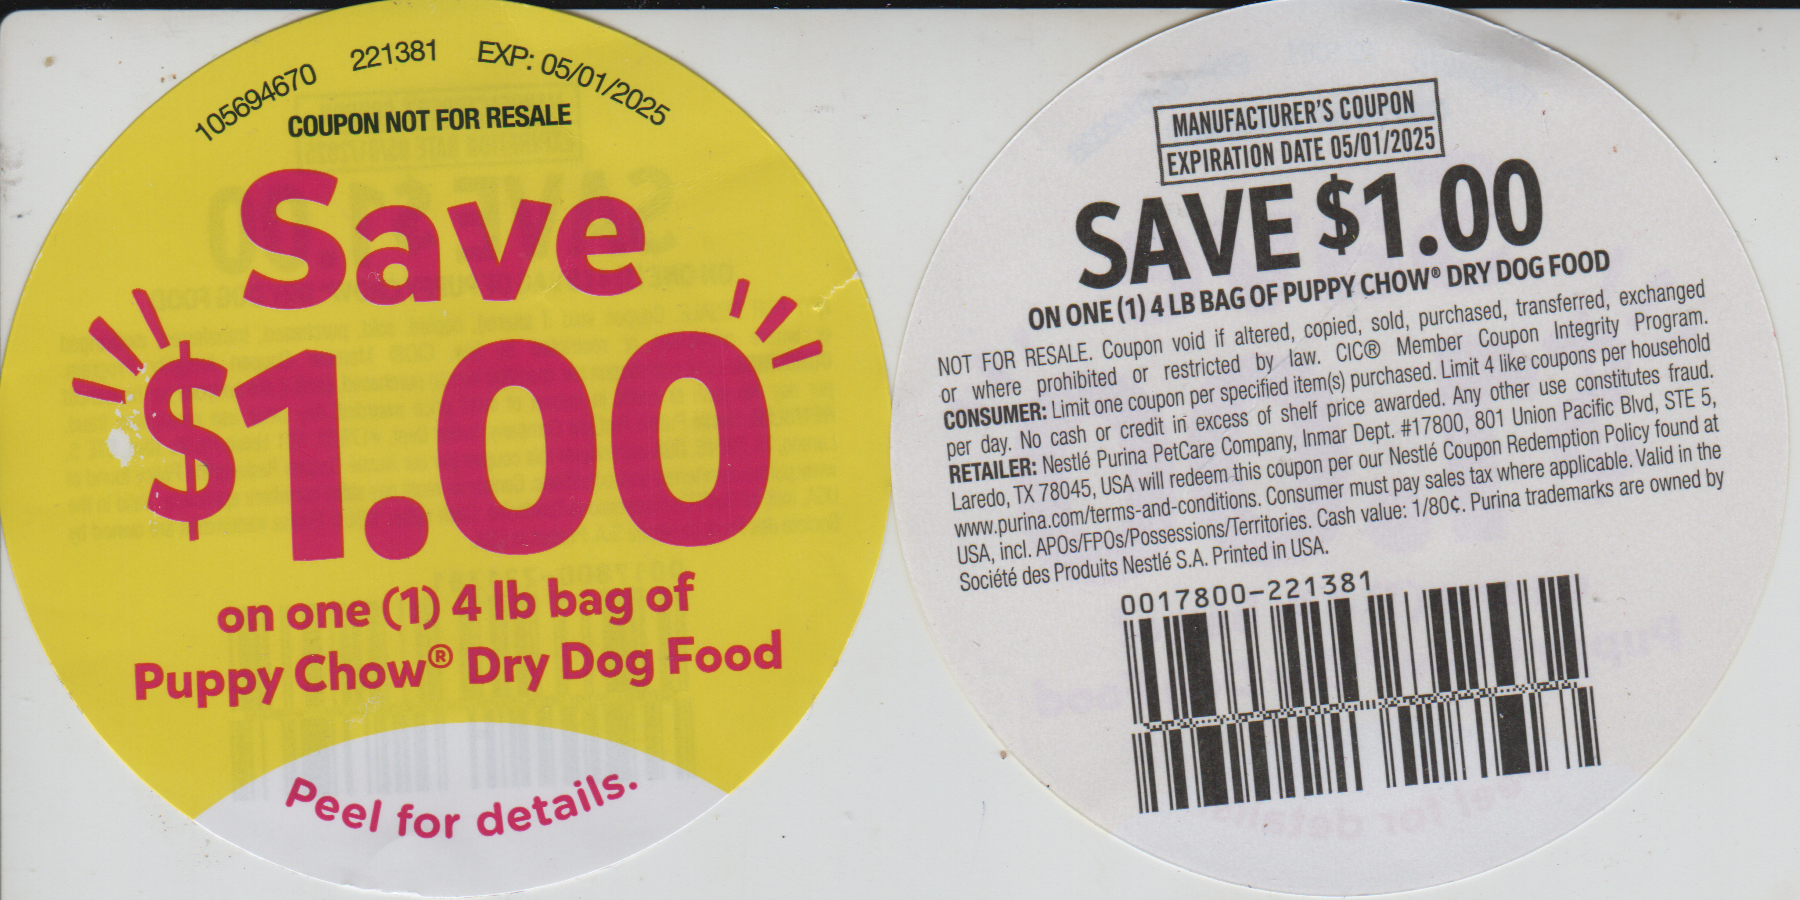 105694670 221381 EXP: 05/01/2025
COUPON NOT FOR RESALE
Save
$1.00
on one (1) 4 lb bag of
Puppy Chow® Dry Dog Food
Peel for details.
MANUFACTURER'S COUPON
EXPIRATION DATE 05/01/2025
SAVE $1.00
ON ONE (1) 4 LB BAG OF PUPPY CHOW® DRY DOG FOOD
NOT FOR RESALE. Coupon void if altered, copied, sold, purchased, transferred, exchanged
or where prohibited or restricted by law. CIC® Member Coupon Integrity Program.
CONSUMER: Limit one coupon per specified item(s) purchased. Limit 4 like coupons per household
per day. No cash or credit in excess of shelf price awarded. Any other use constitutes fraud.
RETAILER: Nestlé Purina PetCare Company, Inmar Dept. #17800, 801 Union Pacific Blvd, STE 5,
Laredo, TX 78045, USA will redeem this coupon per our Nestlé Coupon Redemption Policy found at
www.purina.com/terms-and-conditions. Consumer must pay sales tax where applicable. Valid in the
USA, incl. APOs/FPOs/Possessions/Territories. Cash value: 1/80¢. Purina trademarks are owned by
Société des Produits Nestlé S.A. Printed in USA.
0017800-221381